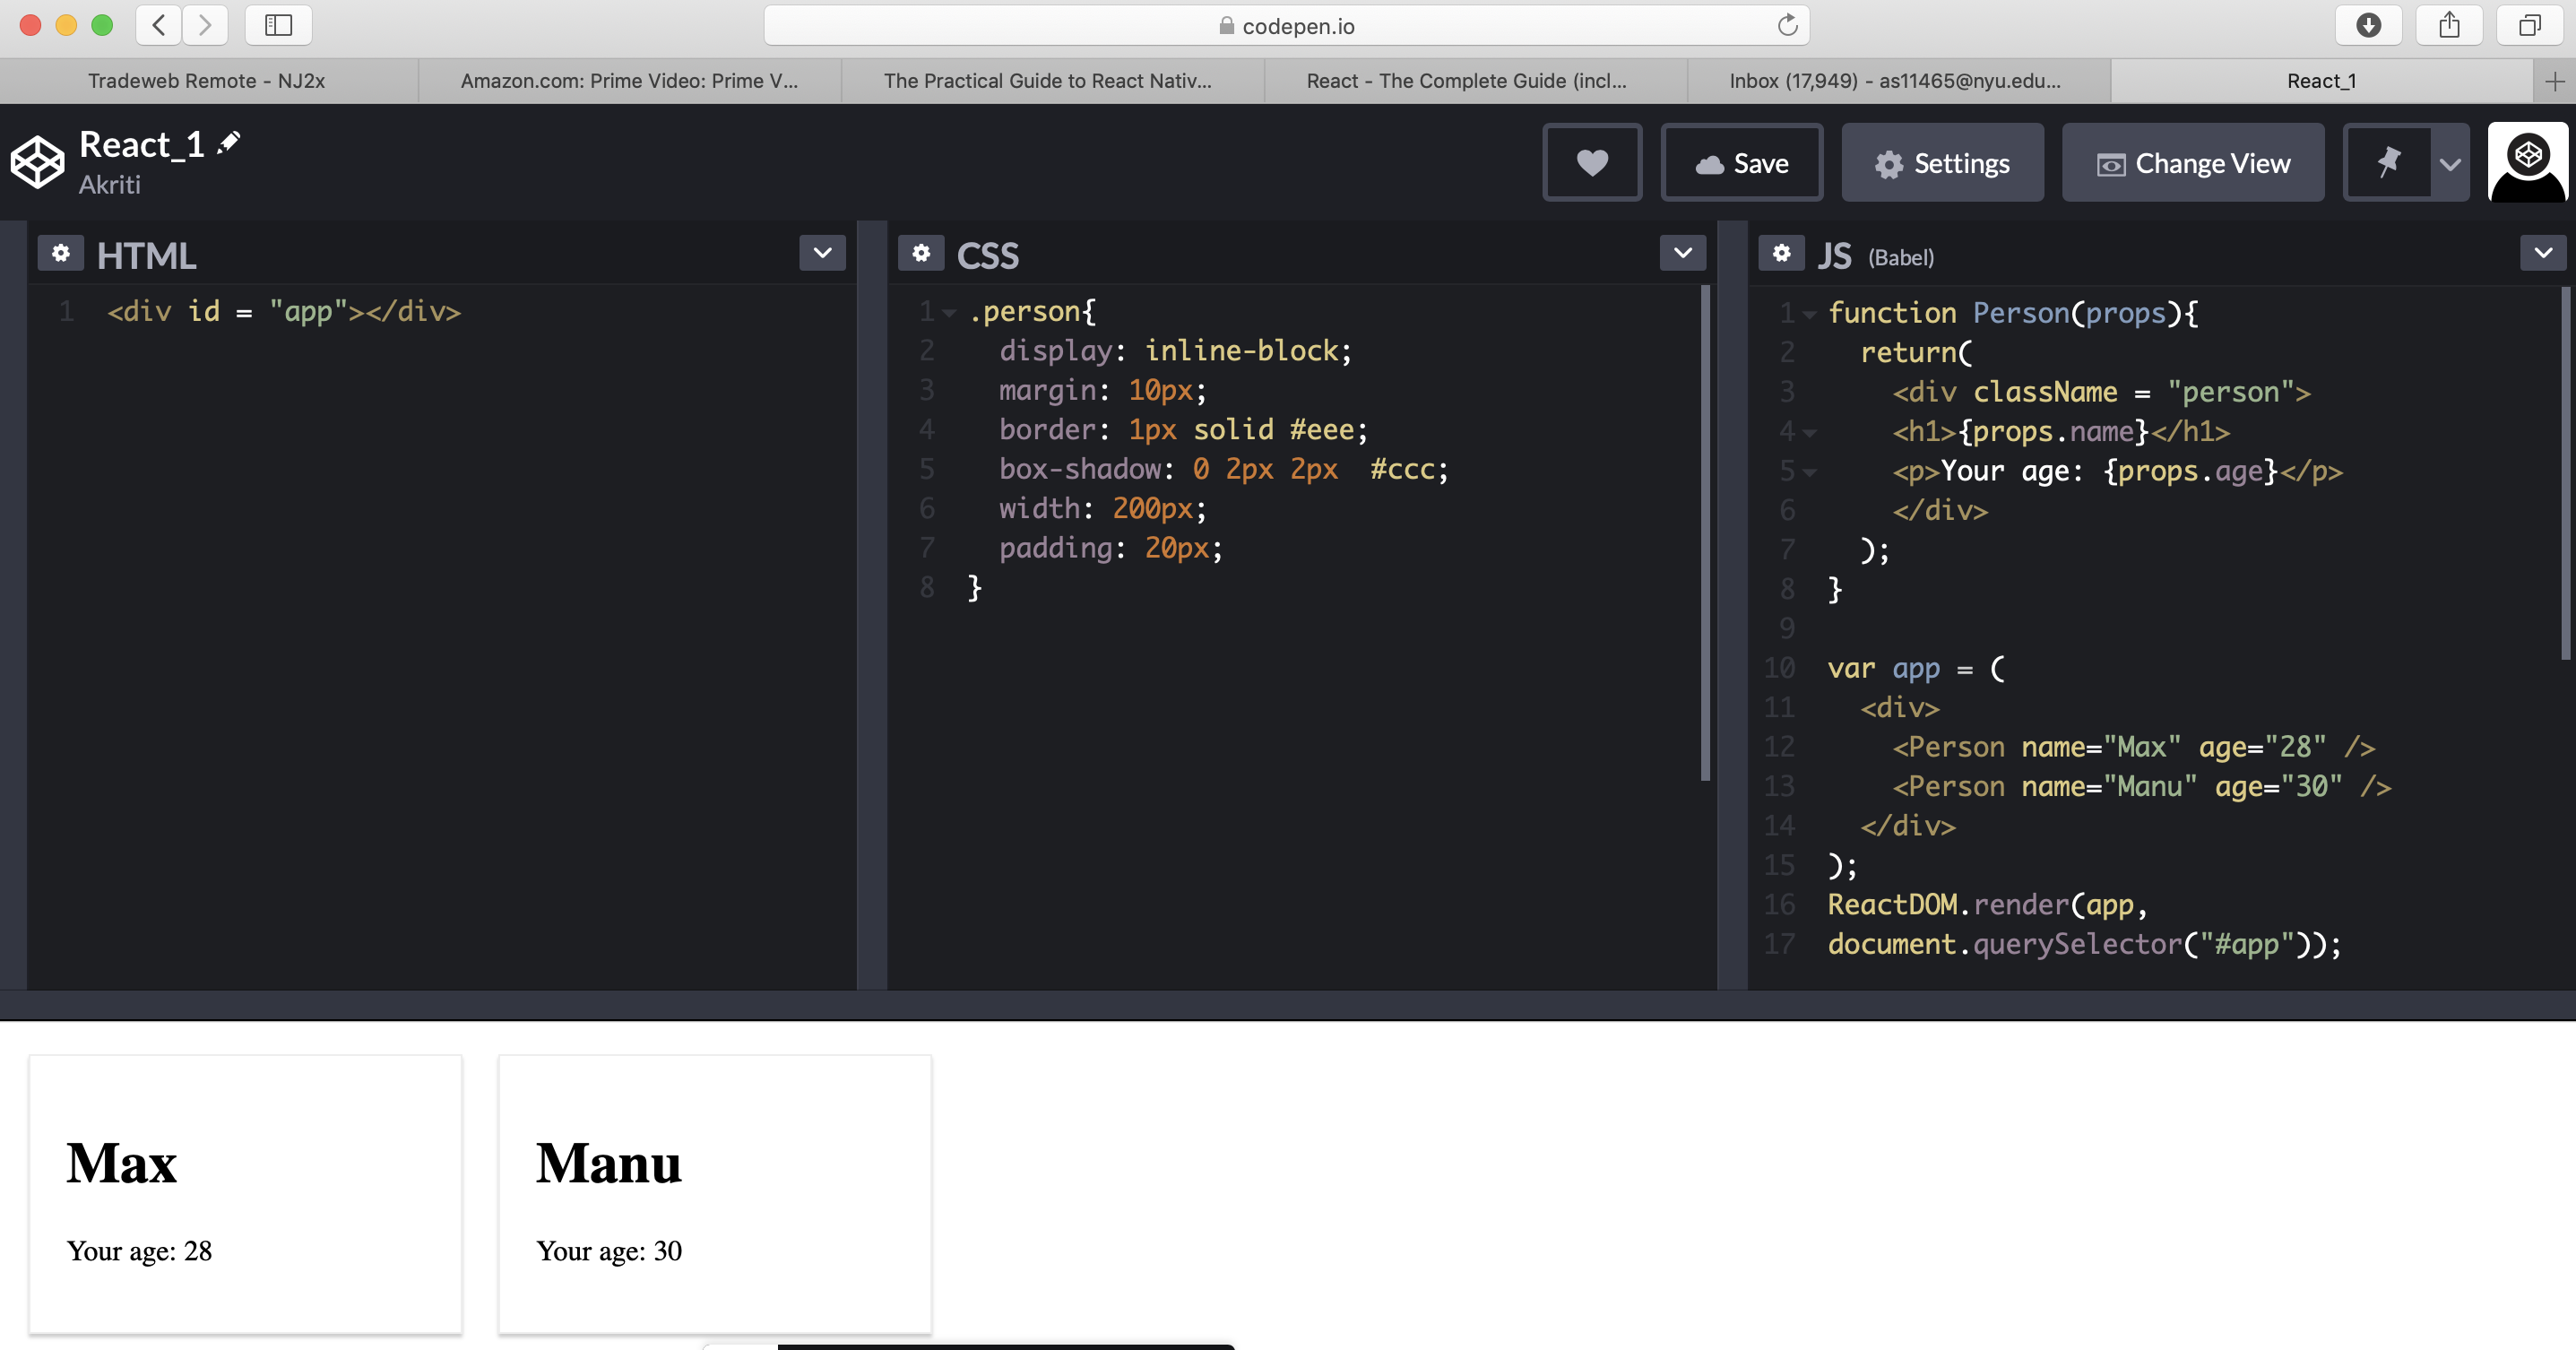 codepen.io
Tradeweb Remote - NJ2x
Amazon.com: Prime Video: Prime V...
The Practical Guide to React Nativ...
React - The Complete Guide (incl...
Inbox (17,949) - as11465@nyu.edu...
React_1
React_1
Akriti
Save
Settings
Change View
HTML
1 <div id = "app"></div>
CSS
1 .person{
2 display: inline-block;
3 margin: 10px;
4 border: 1px solid #eee;
5 box-shadow: 0 2px 2px  #ccc;
6 width: 200px;
7 padding: 20px;
8 }
JS (Babel)
1 function Person(props){
2 return(
3 <div className = "person">
4 <h1>{props.name}</h1>
5 <p>Your age: {props.age}</p>
6 </div>
7 );
8 }
9
10 var app = (
11 <div>
12 <Person name="Max" age="28" />
13 <Person name="Manu" age="30" />
14 </div>
15 );
16 ReactDOM.render(app,
17 document.querySelector("#app"));
Max
Your age: 28
Manu
Your age: 30